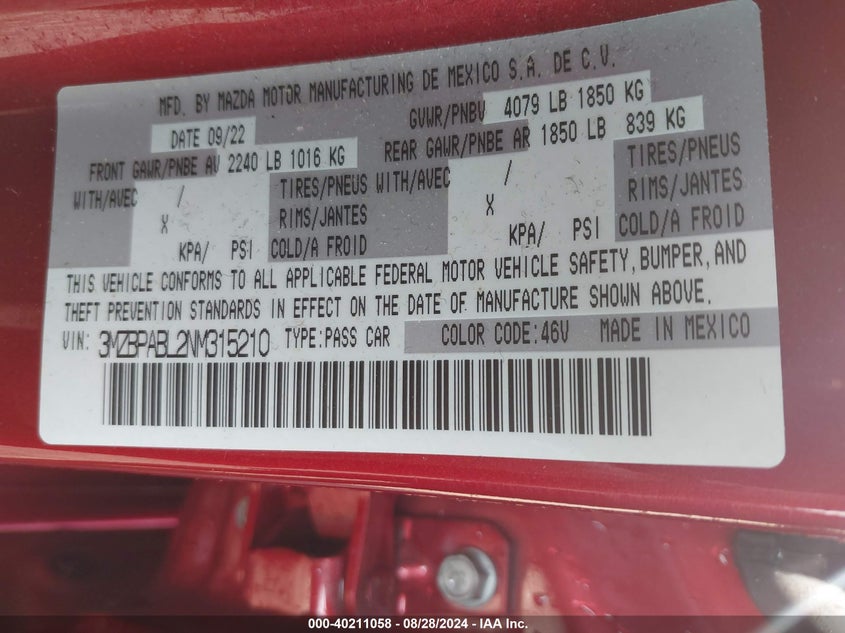 MFD. BY MAZDA MOTOR MANUFACTURING DE MEXICO S.A. DE C.V.
DATE 09/22 GVWR/PNBV 4079 LB 1850 KG
FRONT GAWR/PNBE AV 2240 LB 1016 KG REAR GAWR/PNBE AR 1850 LB 839 KG
WITH/AVEC / TIRES/PNEUS WITH/AVEC / TIRES/PNEUS
X RIMS/JANTES X RIMS/JANTES
KPA/ PSI COLD/A FROID KPA/ PSI COLD/A FROID
THIS VEHICLE CONFORMS TO ALL APPLICABLE FEDERAL MOTOR VEHICLE SAFETY, BUMPER, AND
THEFT PREVENTION STANDARDS IN EFFECT ON THE DATE OF MANUFACTURE SHOWN ABOVE.
VIN: 3MZBPABL2NM315210 TYPE:PASS CAR COLOR CODE:46V MADE IN MEXICO
000-40211058 - 08/28/2024 - IAA Inc.